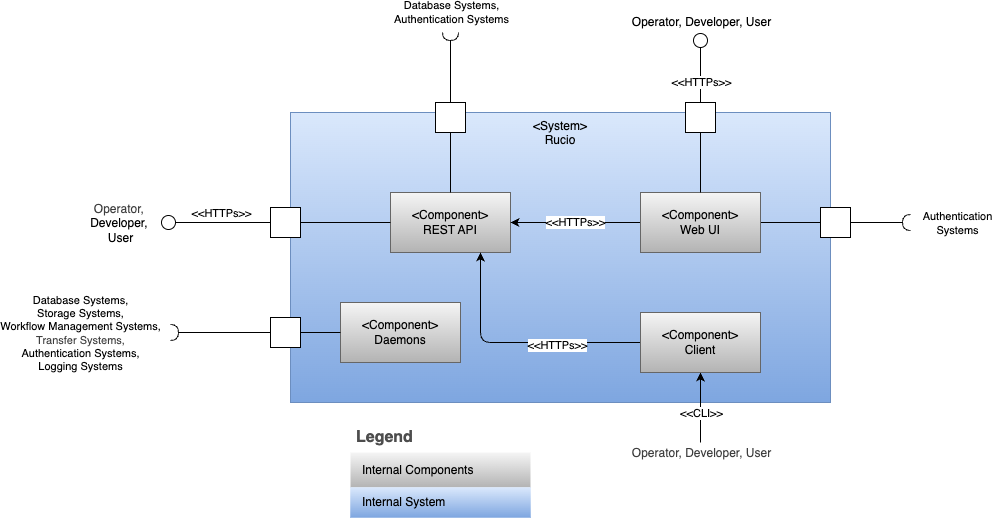 Database Systems,
Authentication Systems
Operator, Developer, User
<<HTTPs>>
<System>
Rucio
Operator,
Developer,
User
<<HTTPs>>
<Component>
REST API
<<HTTPs>>
<Component>
Web UI
Authentication
Systems
Database Systems,
Storage Systems,
Workflow Management Systems,
Transfer Systems,
Authentication Systems,
Logging Systems
<Component>
Daemons
<<HTTPs>>
<Component>
Client
<<CLI>>
Operator, Developer, User
Legend
Internal Components
Internal System